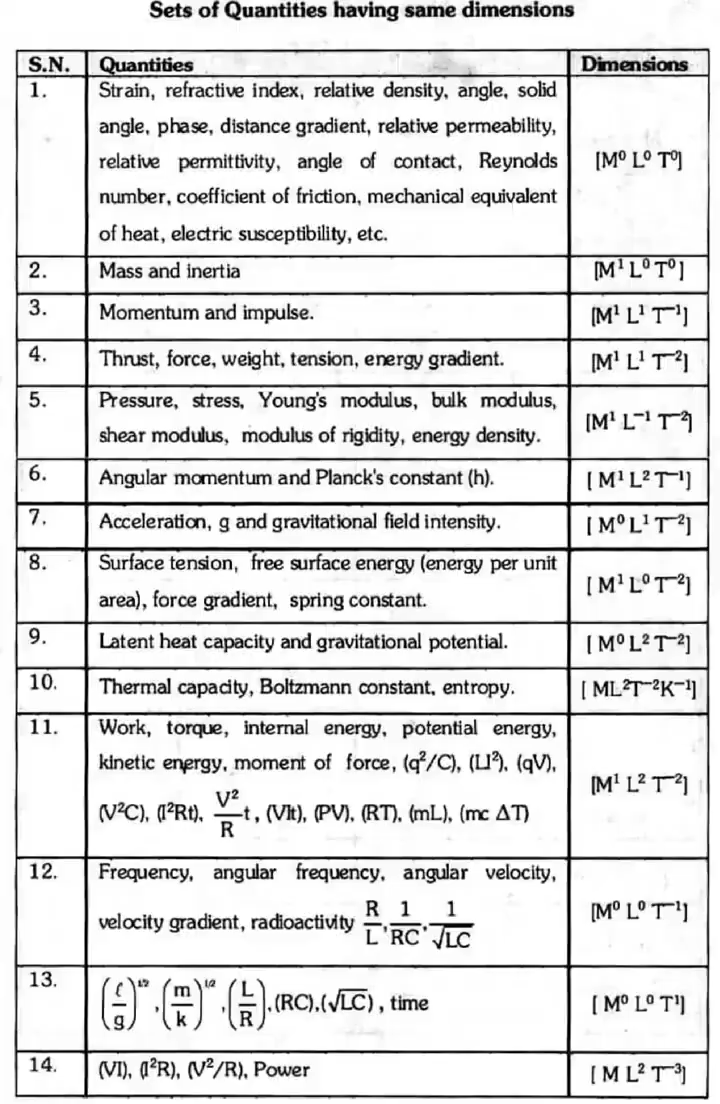 Sets of Quantities having same dimensions
S.N. Quantities Dimensions
1. Strain, refractive index, relative density, angle, solid
angle, phase, distance gradient, relative permeability,
relative permittivity, angle of contact, Reynolds [M⁰ L⁰ T⁰]
number, coefficient of friction, mechanical equivalent
of heat, electric susceptibility, etc.
2. Mass and inertia [M¹ L⁰ T⁰]
3. Momentum and impulse. [M¹ L¹ T⁻¹]
4. Thrust, force, weight, tension, energy gradient. [M¹ L¹ T⁻²]
5. Pressure, stress, Young's modulus, bulk modulus,
shear modulus, modulus of rigidity, energy density. [M¹ L⁻¹ T⁻²]
6. Angular momentum and Planck's constant (h). [ M¹ L² T⁻¹]
7. Acceleration, g and gravitational field intensity. [ M⁰ L¹ T⁻²]
8. Surface tension, free surface energy (energy per unit
area), force gradient, spring constant. [ M¹ L⁰ T⁻²]
9. Latent heat capacity and gravitational potential. [ M⁰ L² T⁻²]
10. Thermal capacity, Boltzmann constant, entropy. [ ML²T⁻²K⁻¹]
11. Work, torque, internal energy, potential energy,
kinetic energy, moment of force, (q²/C), (LI²), (qV),
(V²C), (I²Rt), V²/R t, (VIt), (PV), (RT), (mL), (mc ΔT) [M¹ L² T⁻²]
12. Frequency, angular frequency, angular velocity,
velocity gradient, radioactivity R/L, 1/RC, 1/√LC [M⁰ L⁰ T⁻¹]
13. (ℓ/g)^1/2, (m/k)^1/2, (L/R), (RC), (√LC), time [ M⁰ L⁰ T¹]
14. (VI), (I²R), (V²/R), Power [ M L² T⁻³]